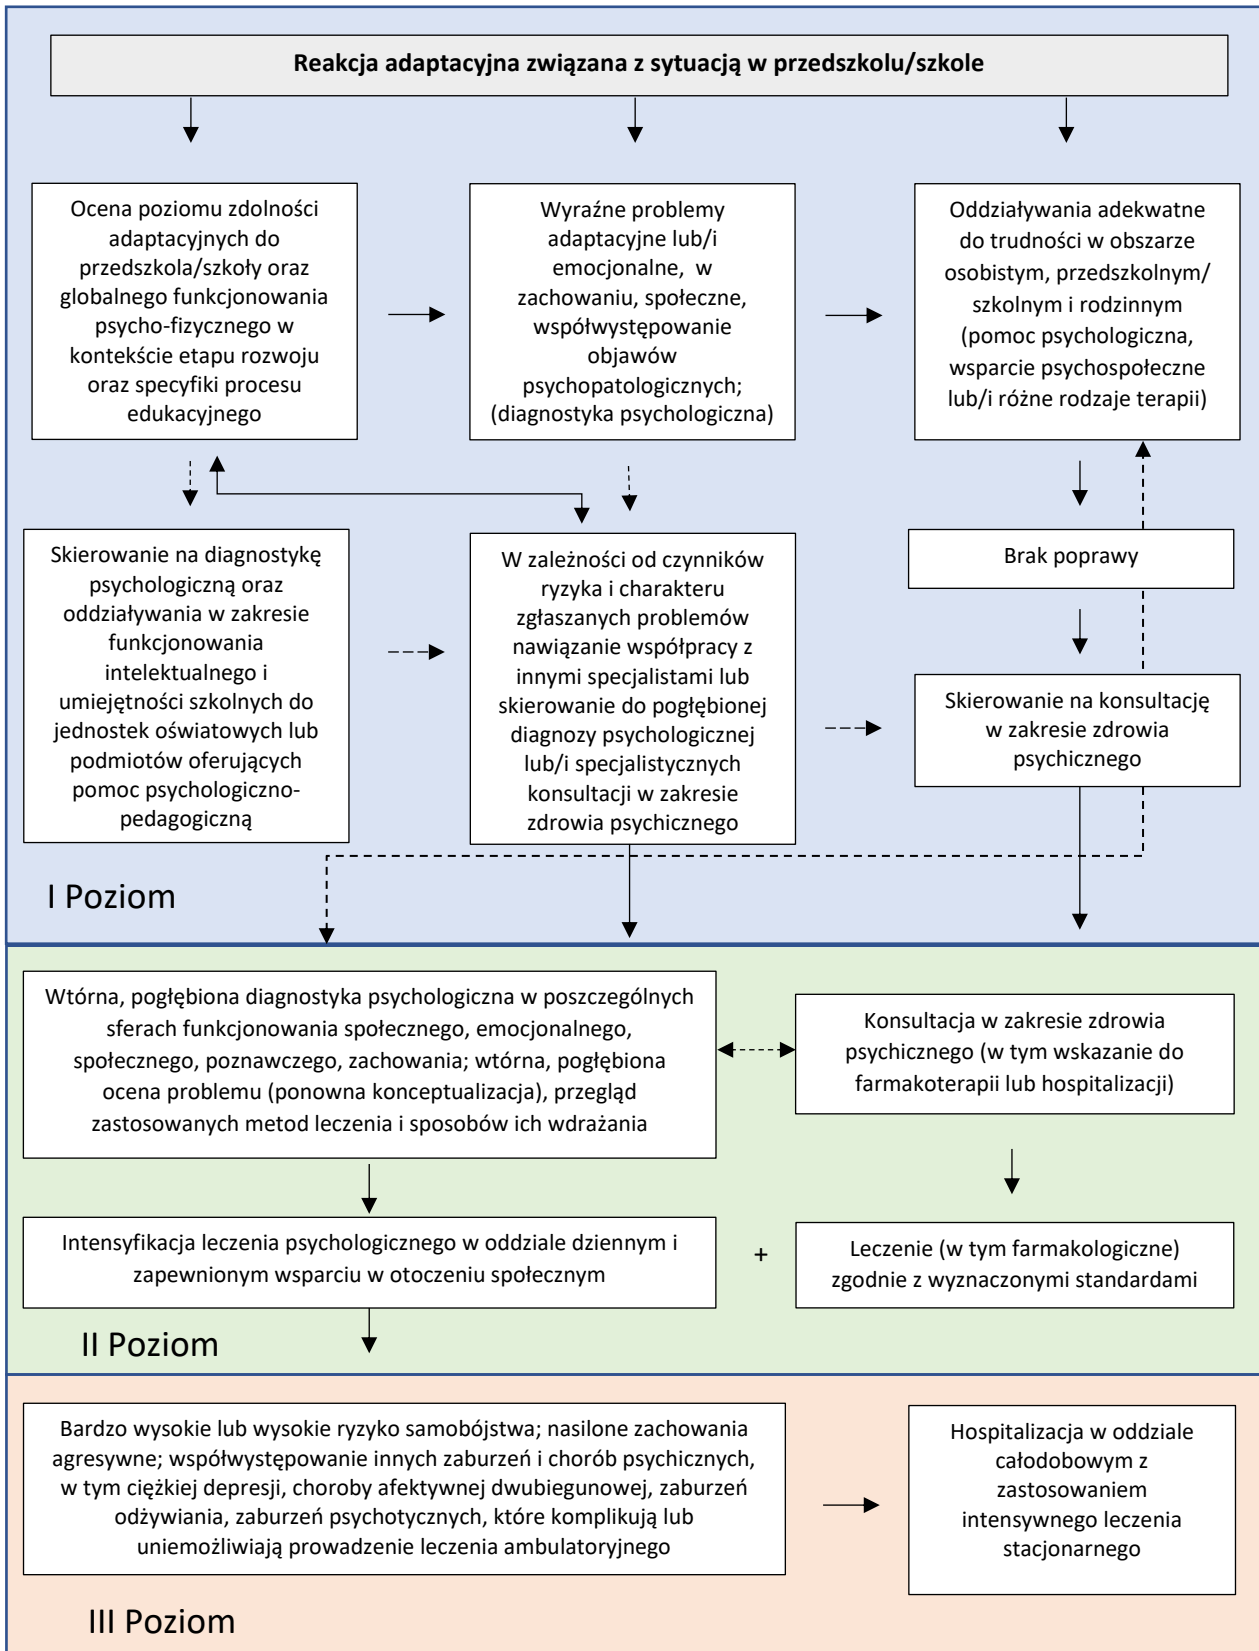 Reakcja adaptacyjna związana z sytuacją w przedszkolu/szkole
Ocena poziomu zdolności
adaptacyjnych do
przedszkola/szkoły oraz
globalnego funkcjonowania
psycho-fizycznego w
kontekście etapu rozwoju
oraz specyfiki procesu
edukacyjnego
Wyraźne problemy
adaptacyjne lub/i
emocjonalne, w
zachowaniu, społeczne,
współwystępowanie
objawów
psychopatologicznych;
(diagnostyka psychologiczna)
Oddziaływania adekwatne
do trudności w obszarze
osobistym, przedszkolnym/
szkolnym i rodzinnym
(pomoc psychologiczna,
wsparcie psychospołeczne
lub/i różne rodzaje terapii)
Skierowanie na diagnostykę
psychologiczną oraz
oddziaływania w zakresie
funkcjonowania
intelektualnego i
umiejętności szkolnych do
jednostek oświatowych lub
podmiotów oferujących
pomoc psychologiczno-
pedagogiczną
W zależności od czynników
ryzyka i charakteru
zgłaszanych problemów
nawiązanie współpracy z
innymi specjalistami lub
skierowanie do pogłębionej
diagnozy psychologicznej
lub/i specjalistycznych
konsultacji w zakresie
zdrowia psychicznego
Brak poprawy
Skierowanie na konsultację
w zakresie zdrowia
psychicznego
I Poziom
Wtórna, pogłębiona diagnostyka psychologiczna w poszczególnych
sferach funkcjonowania społecznego, emocjonalnego,
społecznego, poznawczego, zachowania; wtórna, pogłębiona
ocena problemu (ponowna konceptualizacja), przegląd
zastosowanych metod leczenia i sposobów ich wdrażania
Konsultacja w zakresie zdrowia
psychicznego (w tym wskazanie do
farmakoterapii lub hospitalizacji)
Intensyfikacja leczenia psychologicznego w oddziale dziennym i
zapewnionym wsparciu w otoczeniu społecznym
+
Leczenie (w tym farmakologiczne)
zgodnie z wyznaczonymi standardami
II Poziom
Bardzo wysokie lub wysokie ryzyko samobójstwa; nasilone zachowania
agresywne; współwystępowanie innych zaburzeń i chorób psychicznych,
w tym ciężkiej depresji, choroby afektywnej dwubiegunowej, zaburzeń
odżywiania, zaburzeń psychotycznych, które komplikują lub
uniemożliwiają prowadzenie leczenia ambulatoryjnego
Hospitalizacja w oddziale
całodobowym z
zastosowaniem
intensywnego leczenia
stacjonarnego
III Poziom